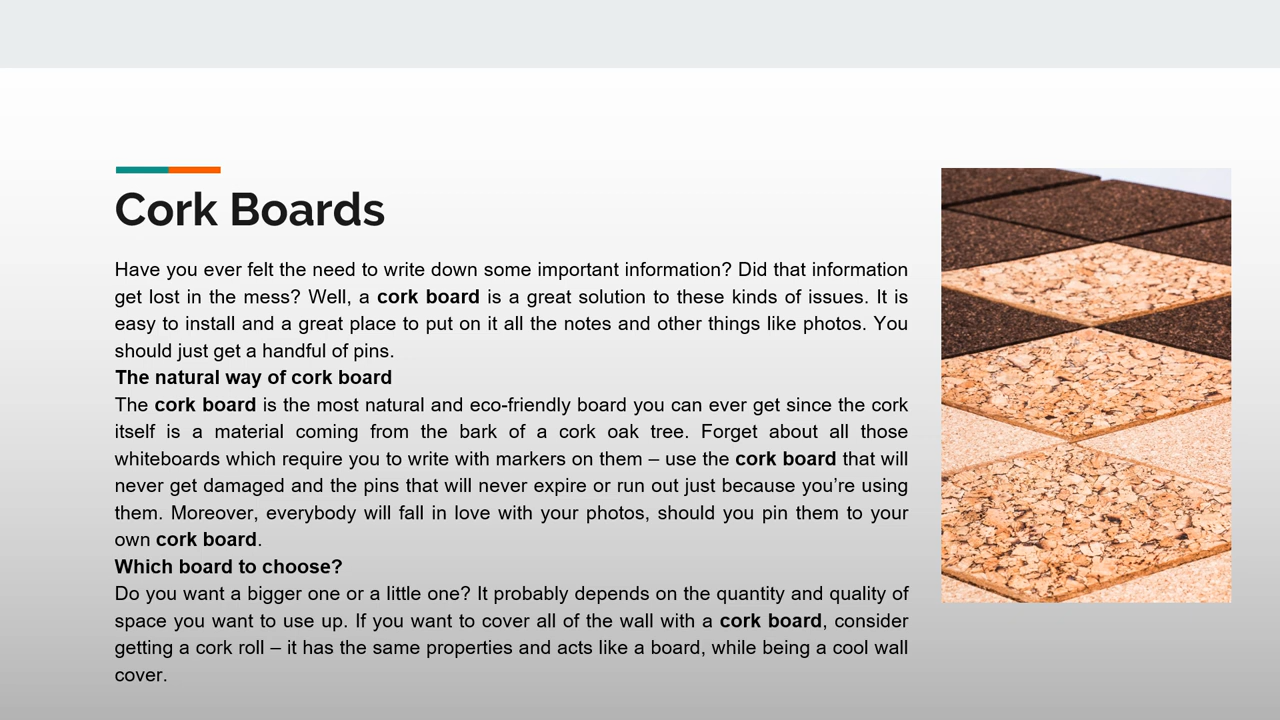 Cork Boards
Have you ever felt the need to write down some important information? Did that information
get lost in the mess? Well, a cork board is a great solution to these kinds of issues. It is
easy to install and a great place to put on it all the notes and other things like photos. You
should just get a handful of pins.
The natural way of cork board
The cork board is the most natural and eco-friendly board you can ever get since the cork
itself is a material coming from the bark of a cork oak tree. Forget about all those
whiteboards which require you to write with markers on them – use the cork board that will
never get damaged and the pins that will never expire or run out just because you’re using
them. Moreover, everybody will fall in love with your photos, should you pin them to your
own cork board.
Which board to choose?
Do you want a bigger one or a little one? It probably depends on the quantity and quality of
space you want to use up. If you want to cover all of the wall with a cork board, consider
getting a cork roll – it has the same properties and acts like a board, while being a cool wall
cover.